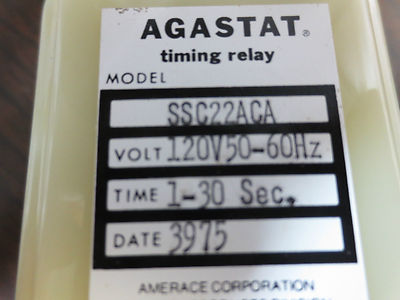 AGASTAT®
timing relay
MODEL
SSC22ACA
VOLT 120V50-60Hz
TIME 1-30 Sec.
DATE 3975
AMERACE CORPORATION